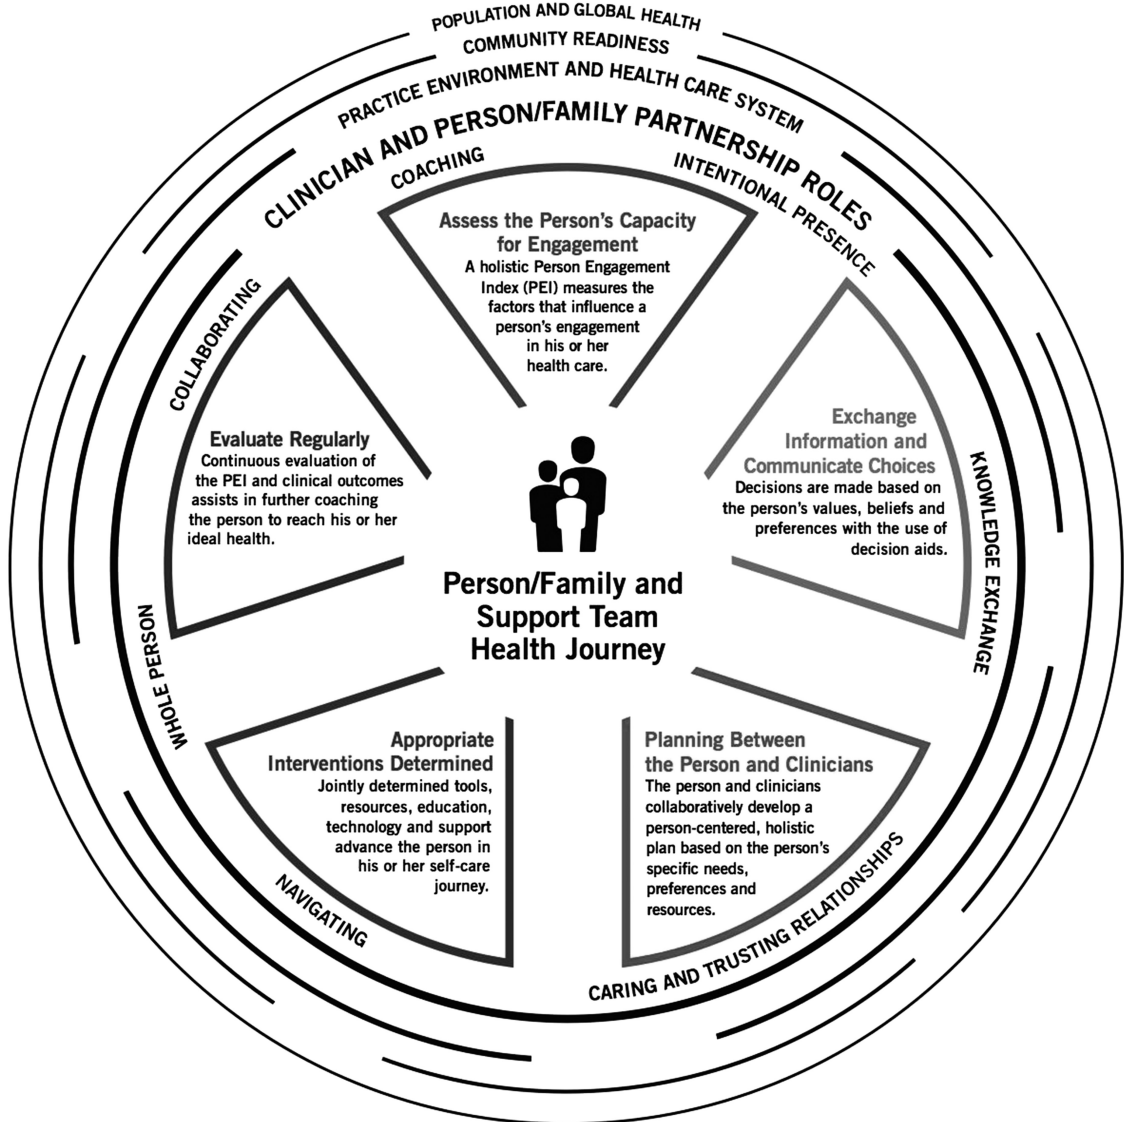 POPULATION AND GLOBAL HEALTH
COMMUNITY READINESS
PRACTICE ENVIRONMENT AND HEALTH CARE SYSTEM
CLINICIAN AND PERSON/FAMILY PARTNERSHIP ROLES
COACHING
INTENTIONAL PRESENCE
Assess the Person's Capacity
for Engagement
A holistic Person Engagement
Index (PEI) measures the
factors that influence a
person's engagement
in his or her
health care.
COLLABORATING
Evaluate Regularly
Continuous evaluation of
the PEI and clinical outcomes
assists in further coaching
the person to reach his or her
ideal health.
Exchange
Information and
Communicate Choices
Decisions are made based on
the person's values, beliefs and
preferences with the use of
decision aids.
KNOWLEDGE EXCHANGE
Person/Family and
Support Team
Health Journey
WHOLE PERSON
Appropriate
Interventions Determined
Jointly determined tools,
resources, education,
technology and support
advance the person in
his or her self-care
journey.
Planning Between
the Person and Clinicians
The person and clinicians
collaboratively develop a
person-centered, holistic
plan based on the person's
specific needs,
preferences and
resources.
NAVIGATING
CARING AND TRUSTING RELATIONSHIPS